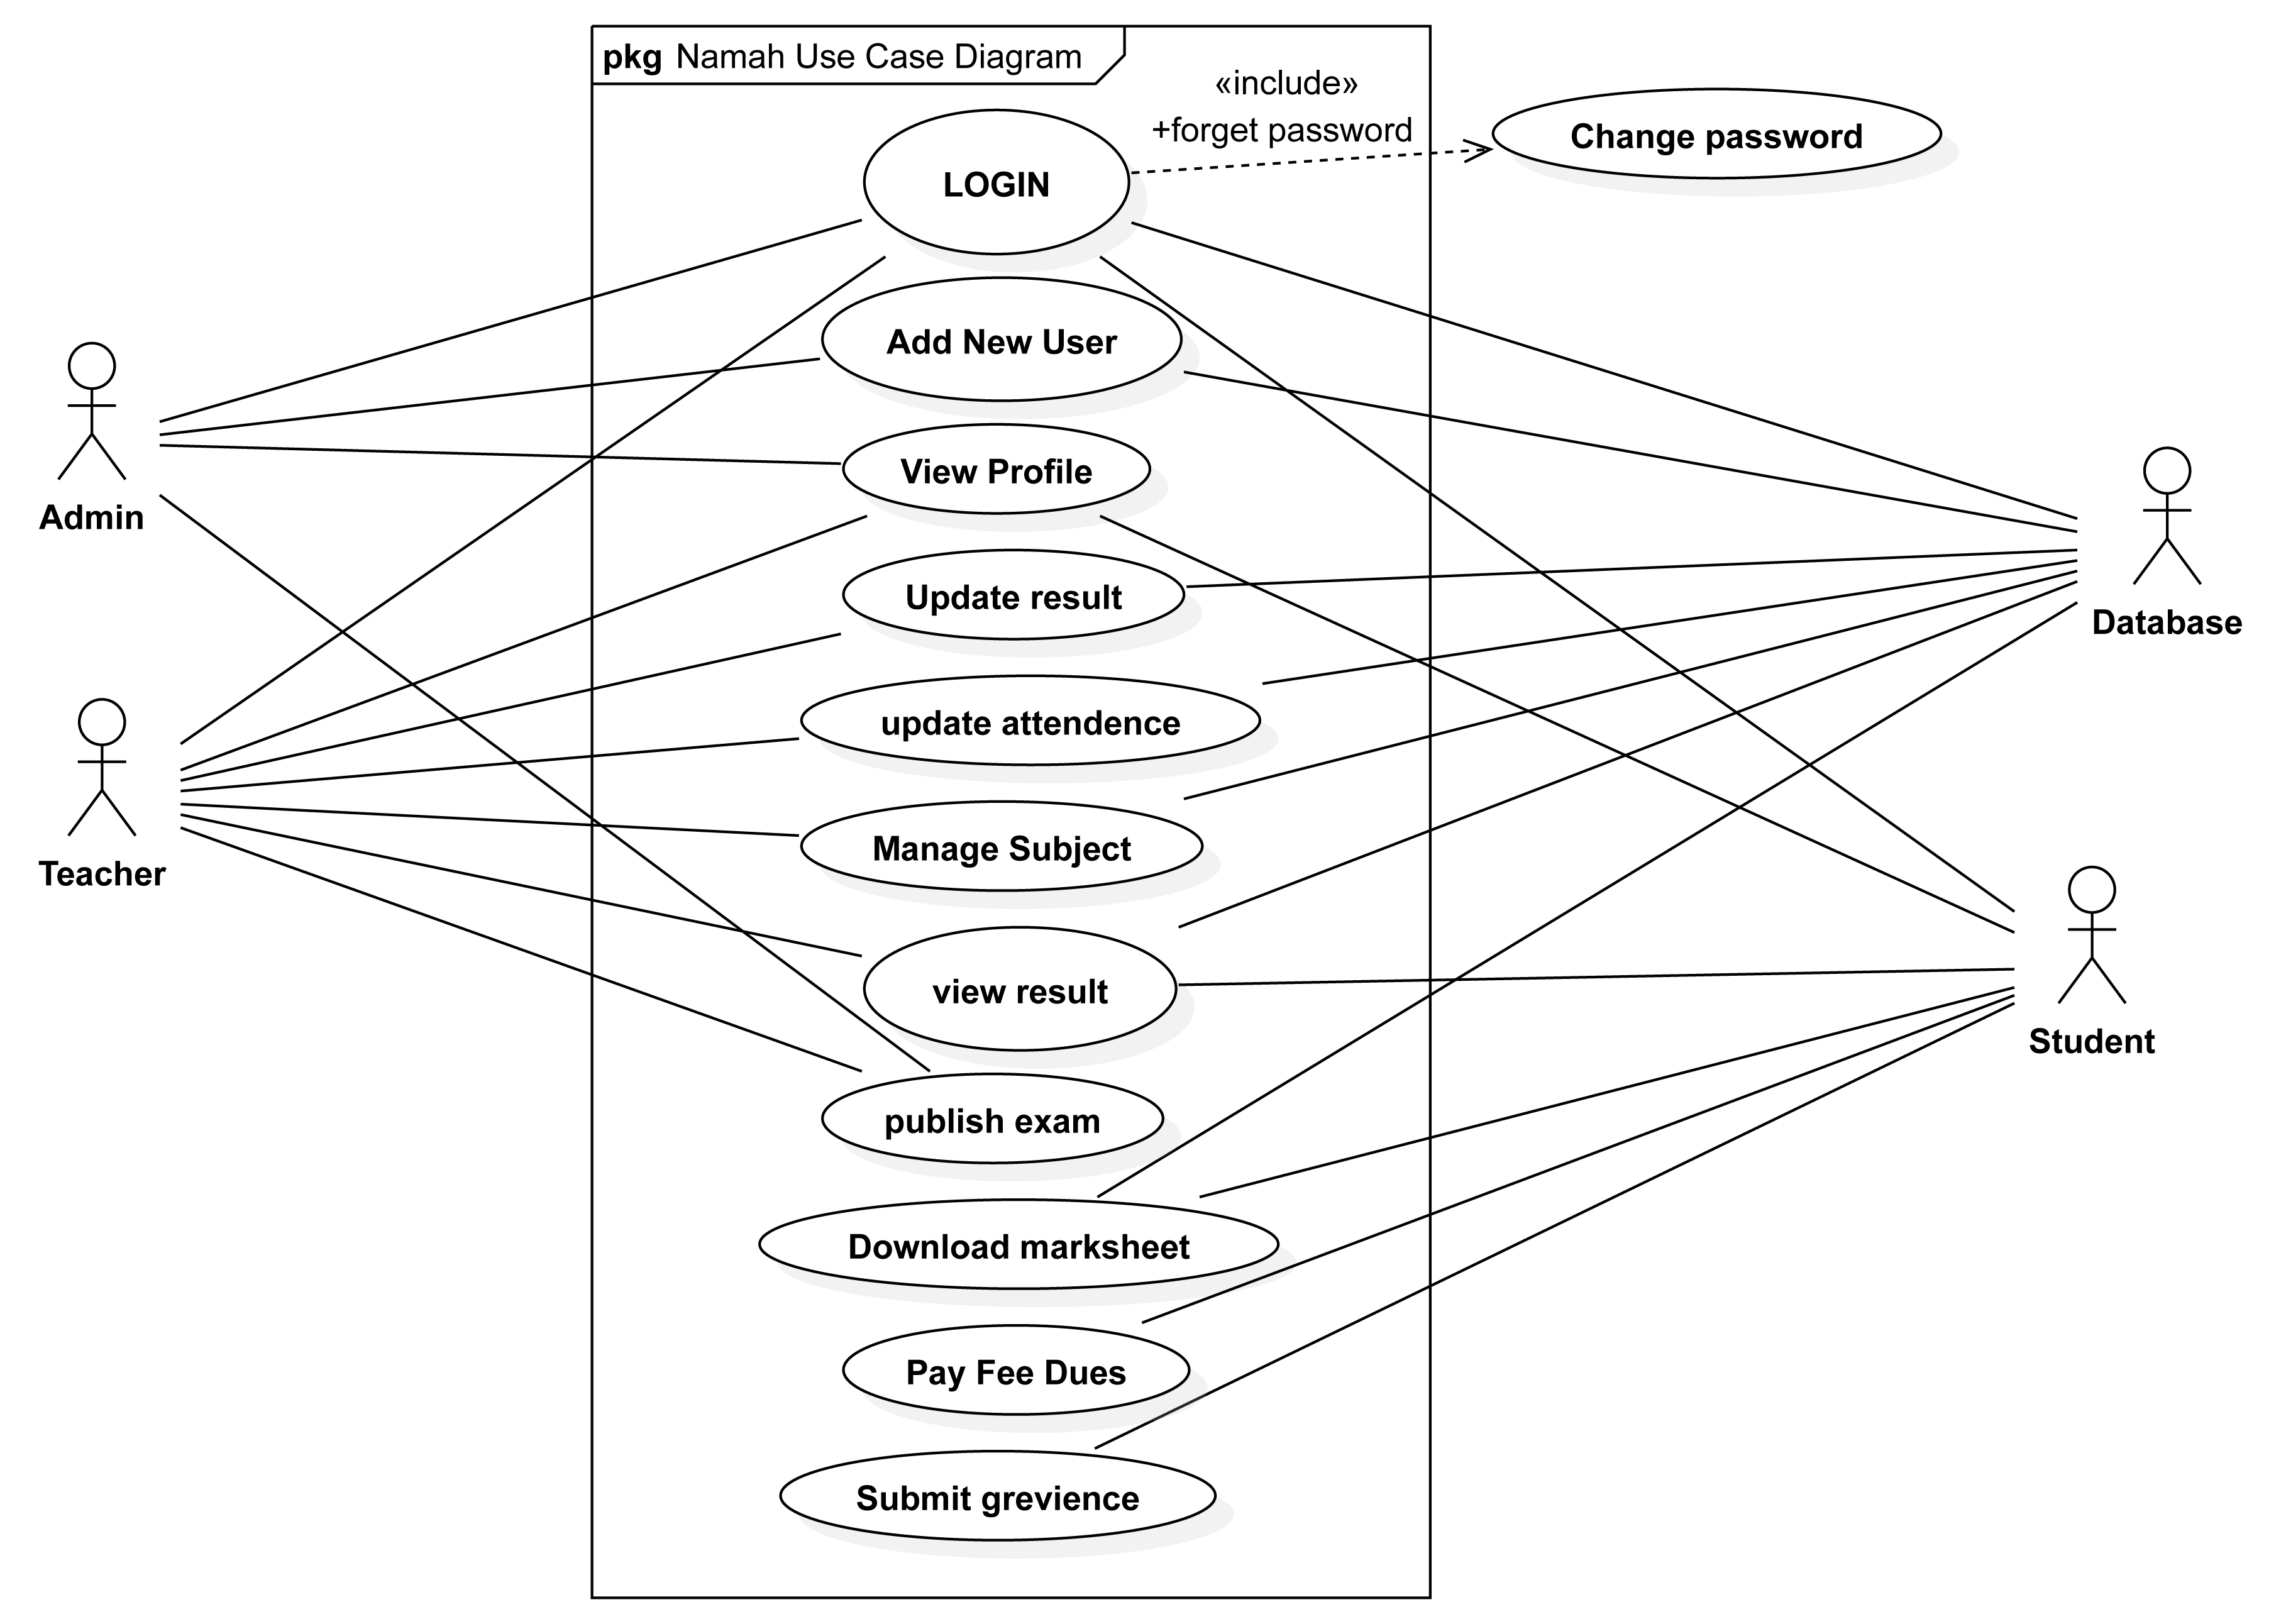 pkg Namah Use Case Diagram
«include»
+forget password
Change password
LOGIN
Add New User
View Profile
Admin
Update result
Database
update attendence
Manage Subject
Teacher
view result
Student
publish exam
Download marksheet
Pay Fee Dues
Submit grevience